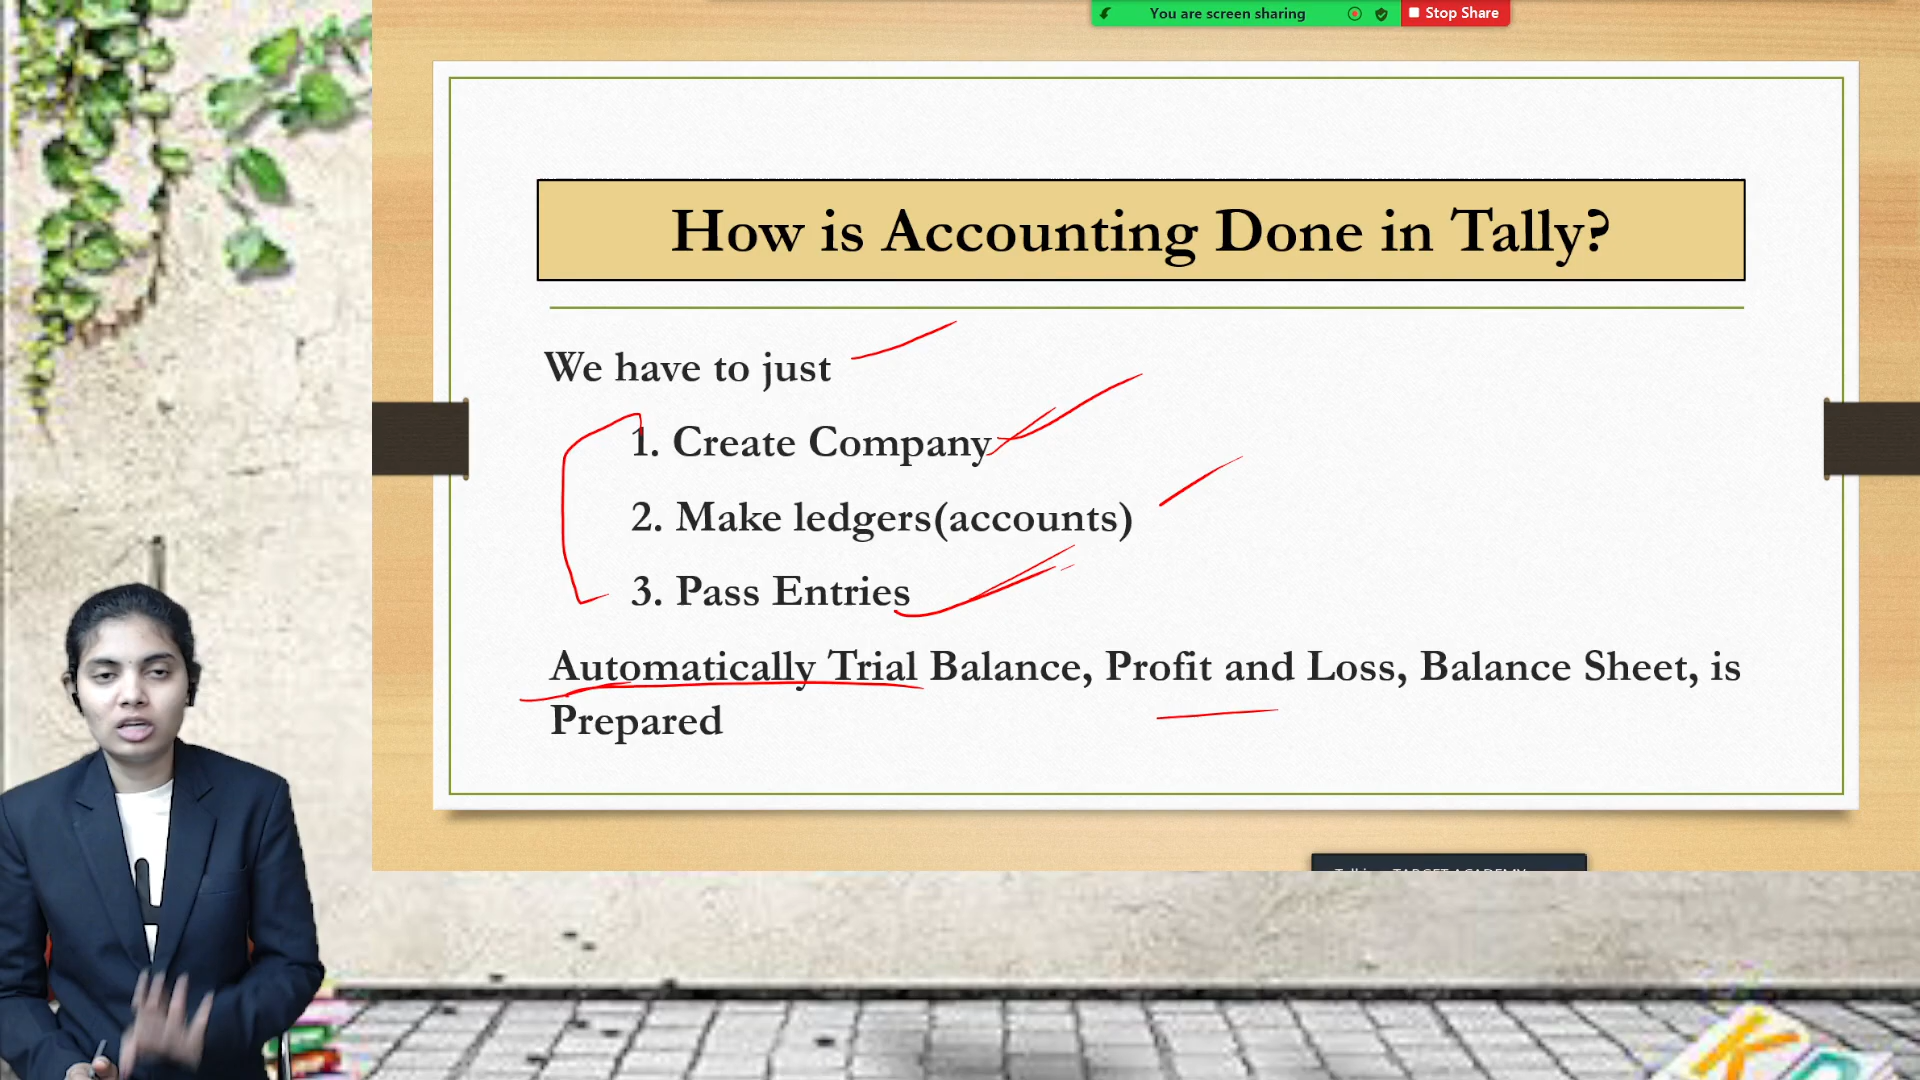 You are screen sharing
Stop Share
How is Accounting Done in Tally?
We have to just
1. Create Company
2. Make ledgers(accounts)
3. Pass Entries
Automatically Trial Balance, Profit and Loss, Balance Sheet, is
Prepared